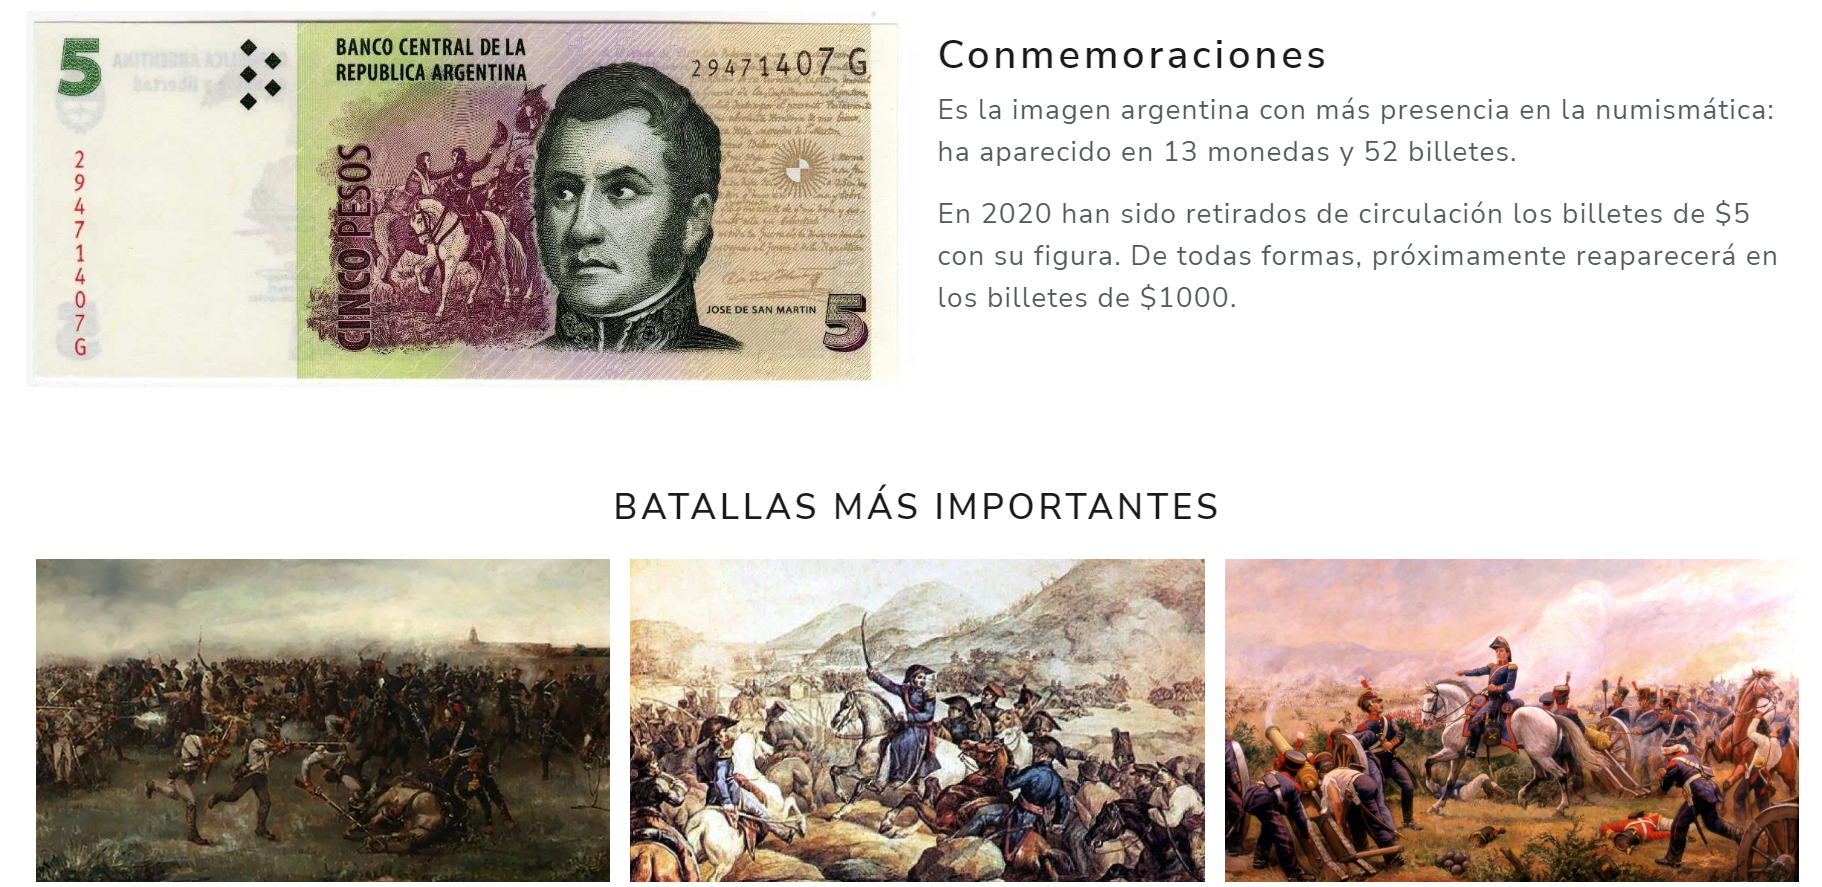 5
BANCO CENTRAL DE LA
REPUBLICA ARGENTINA
29471407 G
29471407G
CINCO PESOS
JOSE DE SAN MARTIN
5
Conmemoraciones
Es la imagen argentina con más presencia en la numismática:
ha aparecido en 13 monedas y 52 billetes.
En 2020 han sido retirados de circulación los billetes de $5
con su figura. De todas formas, próximamente reaparecerá en
los billetes de $1000.
BATALLAS MÁS IMPORTANTES